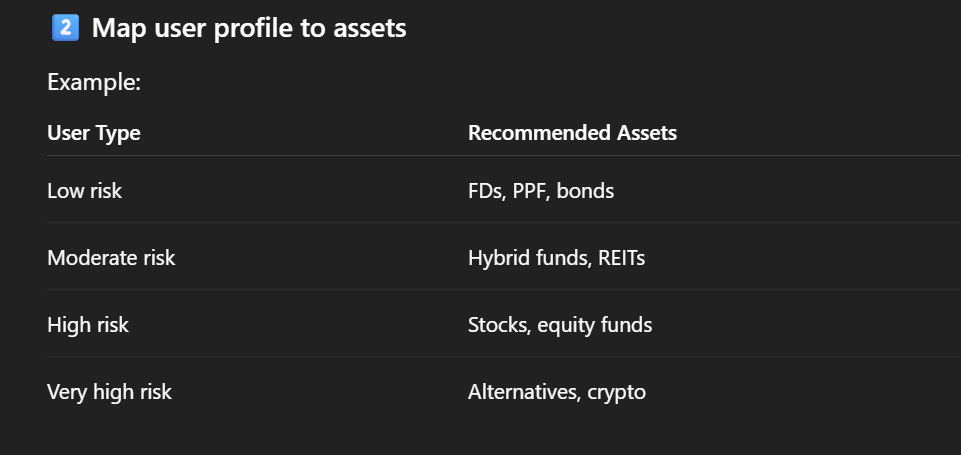 2️⃣ Map user profile to assets
Example:
User Type Recommended Assets
Low risk FDs, PPF, bonds
Moderate risk Hybrid funds, REITs
High risk Stocks, equity funds
Very high risk Alternatives, crypto